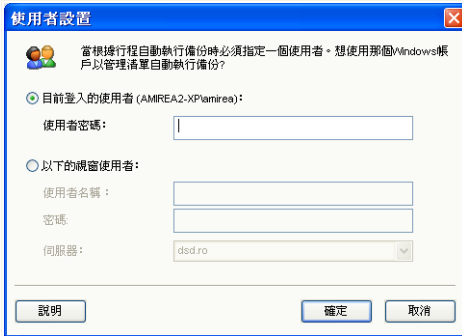 使用者設置
當根據行程自動執行備份時必須指定一個使用者。想使用那個Windows帳
戶以管理清單自動執行備份?
目前登入的使用者 (AMIREA2-XP\amirea):
使用者密碼:
以下的視窗使用者:
使用者名稱:
密碼:
伺服器:
dsd.ro
說明
確定
取消